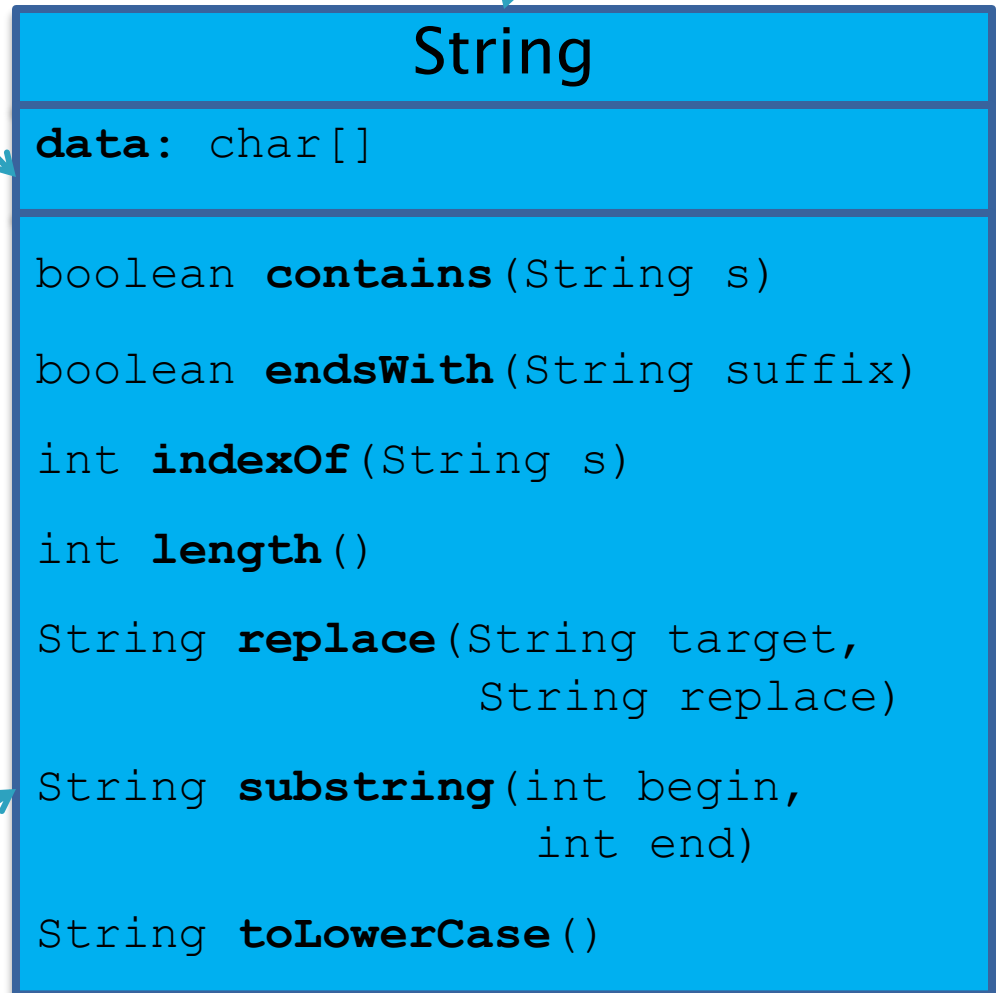 String
data: char[]
boolean contains(String s)
boolean endsWith(String suffix)
int indexOf(String s)
int length()
String replace(String target,
String replace)
String substring(int begin,
int end)
String toLowerCase()